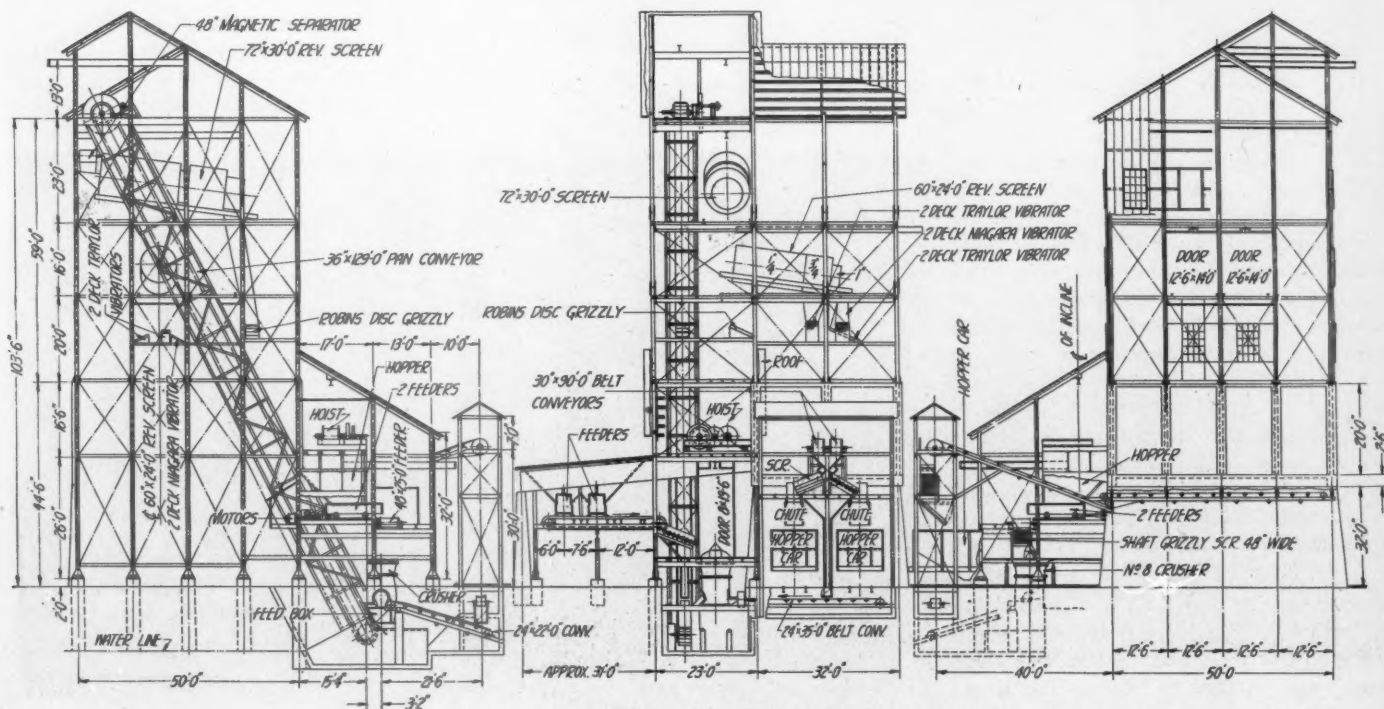 48" MAGNETIC SEPARATOR
72"x30'-0" REV. SCREEN
13'-0"
23'-0"
16'-0"
59'-0"
103'-6"
20'-0"
16'-6"
44'-6"
26'-0"
2'-0"
2 DECK TRAYLOR
VIBRATORS
36"x129'-0" PAN CONVEYOR
ROBINS DISC GRIZZLY
17'-0"
13'-0"
10'-0"
HOPPER
2 FEEDERS
HOIST
℄ 60"x24'-0" REV. SCREEN
2 DECK NIAGARA VIBRATOR
MOTORS
32'-0"
30'-0"
CRUSHER
FEED BOX
24"x22'-0" CONV.
WATER LINE
50'-0"
15'-4"
21'-6"
3'-2"
72"x30'-0" SCREEN
60"x24'-0" REV. SCREEN
2 DECK TRAYLOR VIBRATOR
2 DECK NIAGARA VIBRATOR
2 DECK TRAYLOR VIBRATOR
ROBINS DISC GRIZZLY
ROOF
30"x90'-0" BELT
CONVEYORS
FEEDERS
HOIST
SCR.
CHUTE
CHUTE
HOPPER
CAR
HOPPER
CAR
6'-0"
7'-6"
12'-0"
24"x35'-0" BELT CONV.
APPROX. 31'-0"
23'-0"
32'-0"
DOOR
12'-6"x14'-0"
DOOR
12'-6"x14'-0"
OF INCLINE
HOPPER CAR
HOPPER
2 FEEDERS
SHAFT GRIZZLY SCR. 48" WIDE
Nº 8 CRUSHER
20'-0"
32'-0"
12'-6"
12'-6"
12'-6"
12'-6"
40'-0"
50'-0"